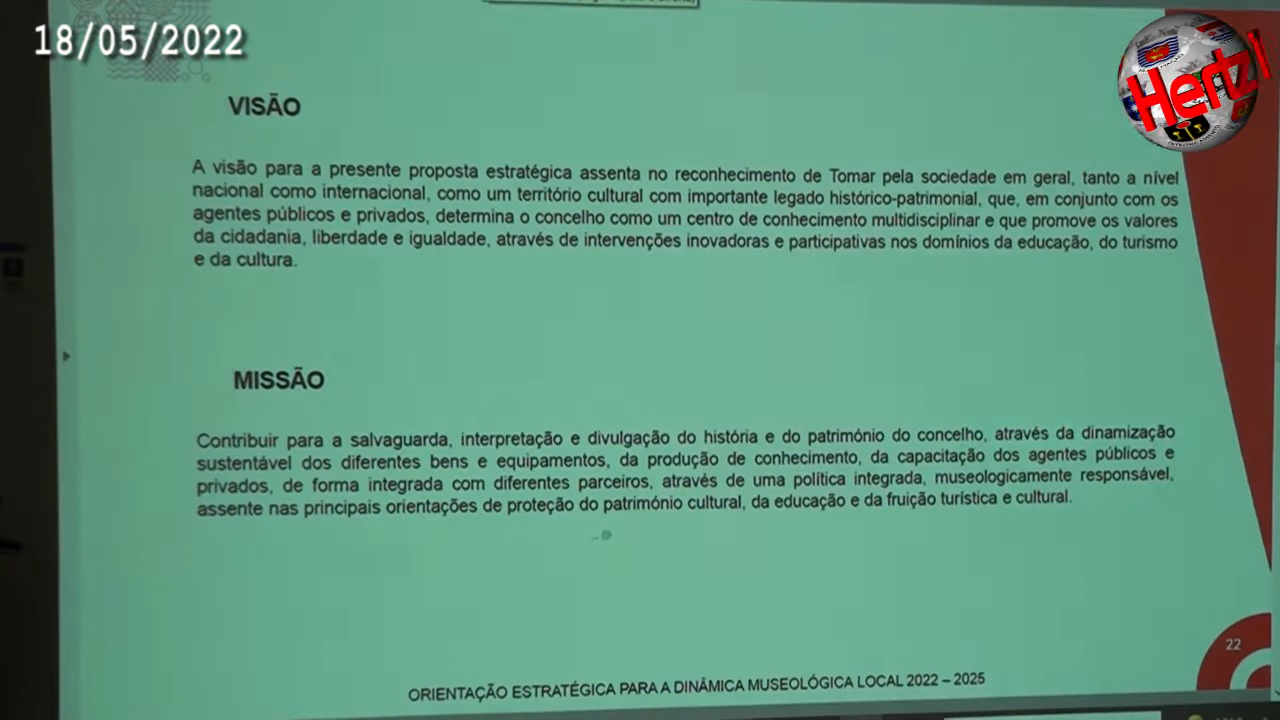 18/05/2022
Hertz
VISÃO
A visão para a presente proposta estratégica assenta no reconhecimento de Tomar pela sociedade em geral, tanto a nível
nacional como internacional, como um território cultural com importante legado histórico-patrimonial, que, em conjunto com os
agentes públicos e privados, determina o concelho como um centro de conhecimento multidisciplinar e que promove os valores
da cidadania, liberdade e igualdade, através de intervenções inovadoras e participativas nos domínios da educação, do turismo
e da cultura.
MISSÃO
Contribuir para a salvaguarda, interpretação e divulgação do história e do património do concelho, através da dinamização
sustentável dos diferentes bens e equipamentos, da produção de conhecimento, da capacitação dos agentes públicos e
privados, de forma integrada com diferentes parceiros, através de uma política integrada, museologicamente responsável,
assente nas principais orientações de proteção do património cultural, da educação e da fruição turística e cultural.
22
ORIENTAÇÃO ESTRATÉGICA PARA A DINÂMICA MUSEOLÓGICA LOCAL 2022 – 2025